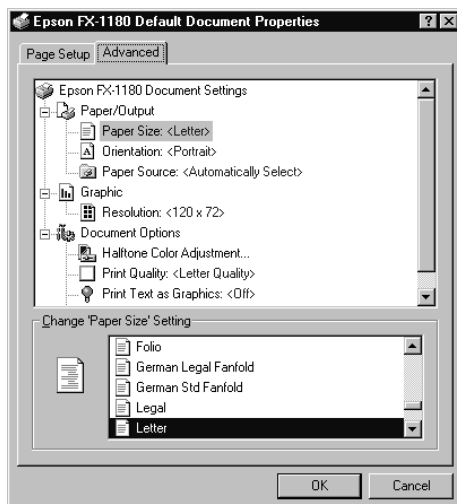 Epson FX-1180 Default Document Properties
Page Setup Advanced
Epson FX-1180 Document Settings
Paper/Output
Paper Size: <Letter>
Orientation: <Portrait>
Paper Source: <Automatically Select>
Graphic
Resolution: <120 x 72>
Document Options
Halftone Color Adjustment...
Print Quality: <Letter Quality>
Print Text as Graphics: <Off>
Change 'Paper Size' Setting
Folio
German Legal Fanfold
German Std Fanfold
Legal
Letter
OK Cancel